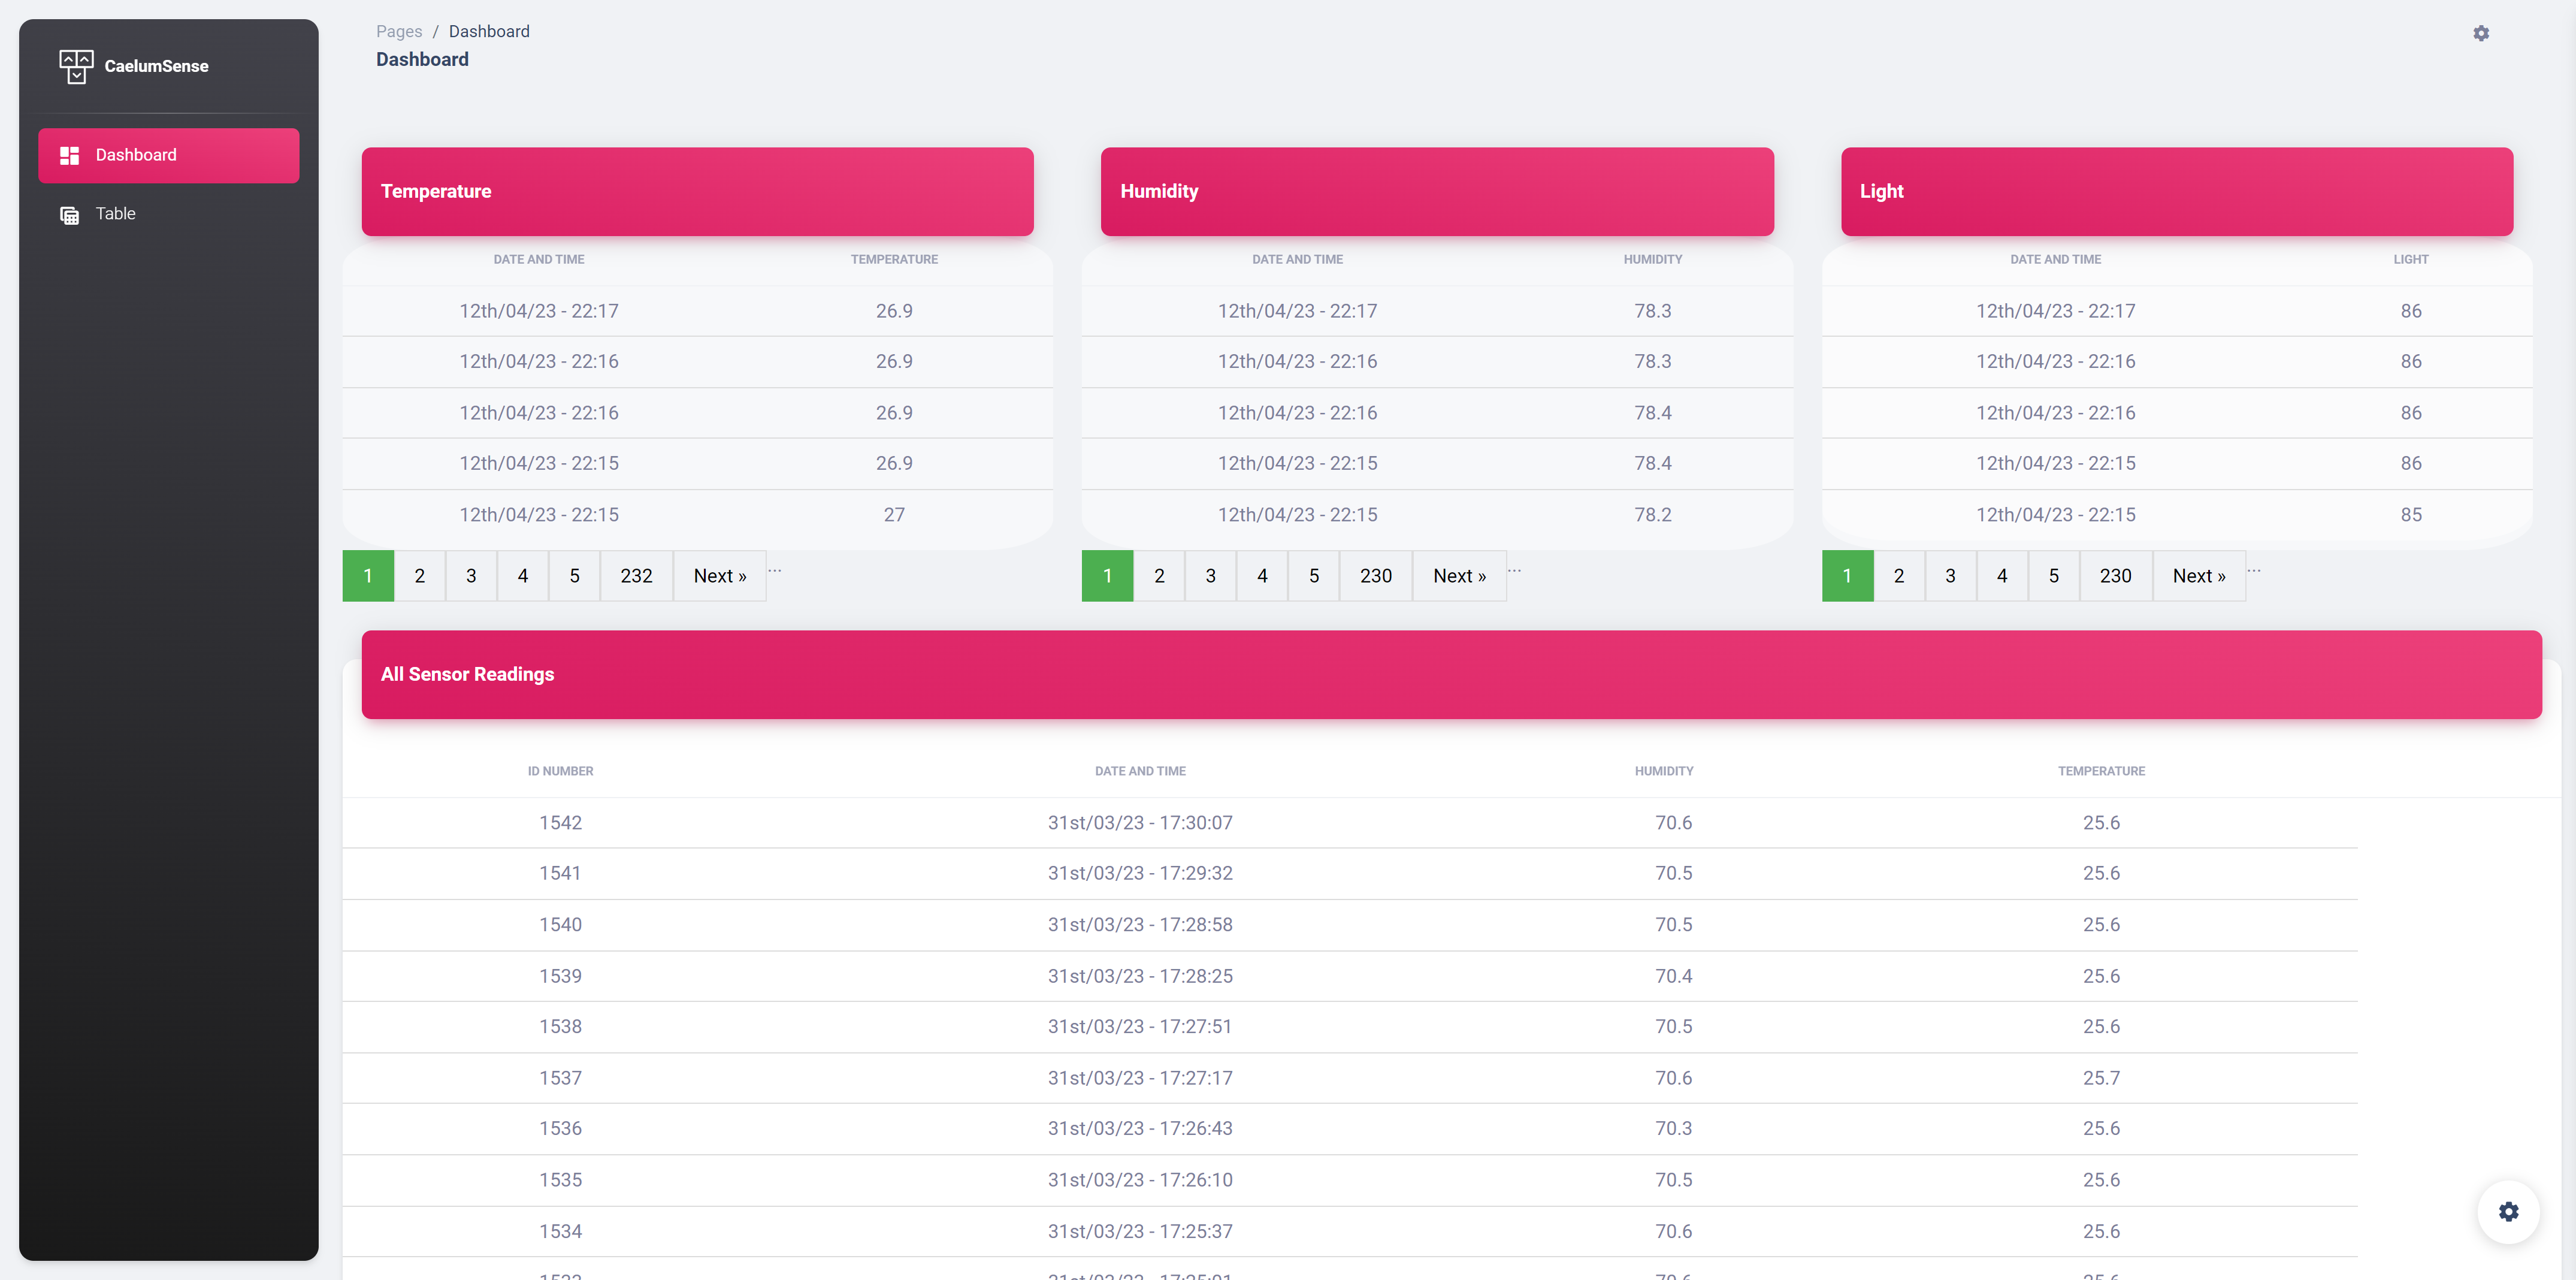 CaelumSense
Dashboard
Table
Pages / Dashboard
Dashboard
Temperature
DATE AND TIME TEMPERATURE
12th/04/23 - 22:17 26.9
12th/04/23 - 22:16 26.9
12th/04/23 - 22:16 26.9
12th/04/23 - 22:15 26.9
12th/04/23 - 22:15 27
1 2 3 4 5 232 Next » ...
Humidity
DATE AND TIME HUMIDITY
12th/04/23 - 22:17 78.3
12th/04/23 - 22:16 78.3
12th/04/23 - 22:16 78.4
12th/04/23 - 22:15 78.4
12th/04/23 - 22:15 78.2
1 2 3 4 5 230 Next » ...
Light
DATE AND TIME LIGHT
12th/04/23 - 22:17 86
12th/04/23 - 22:16 86
12th/04/23 - 22:16 86
12th/04/23 - 22:15 86
12th/04/23 - 22:15 85
1 2 3 4 5 230 Next » ...
All Sensor Readings
ID NUMBER DATE AND TIME HUMIDITY TEMPERATURE
1542 31st/03/23 - 17:30:07 70.6 25.6
1541 31st/03/23 - 17:29:32 70.5 25.6
1540 31st/03/23 - 17:28:58 70.5 25.6
1539 31st/03/23 - 17:28:25 70.4 25.6
1538 31st/03/23 - 17:27:51 70.5 25.6
1537 31st/03/23 - 17:27:17 70.6 25.7
1536 31st/03/23 - 17:26:43 70.3 25.6
1535 31st/03/23 - 17:26:10 70.5 25.6
1534 31st/03/23 - 17:25:37 70.6 25.6